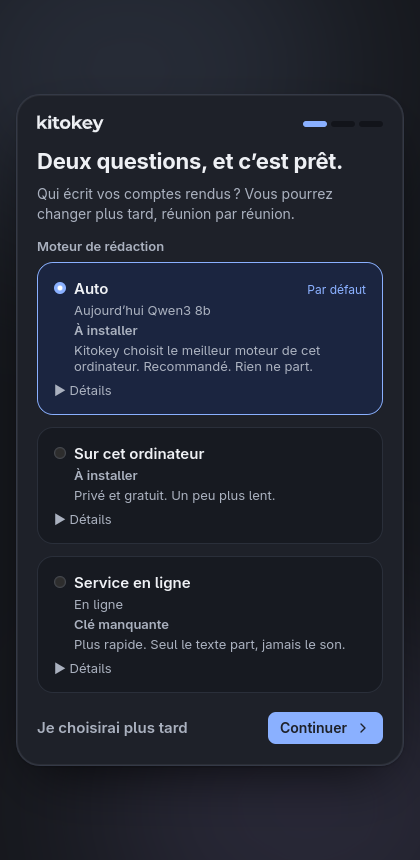 kitokey
Deux questions, et c’est prêt.
Qui écrit vos comptes rendus ? Vous pourrez
changer plus tard, réunion par réunion.
Moteur de rédaction
Auto
Par défaut
Aujourd’hui Qwen3 8b
À installer
Kitokey choisit le meilleur moteur de cet
ordinateur. Recommandé. Rien ne part.
▶ Détails
Sur cet ordinateur
À installer
Privé et gratuit. Un peu plus lent.
▶ Détails
Service en ligne
En ligne
Clé manquante
Plus rapide. Seul le texte part, jamais le son.
▶ Détails
Je choisirai plus tard
Continuer